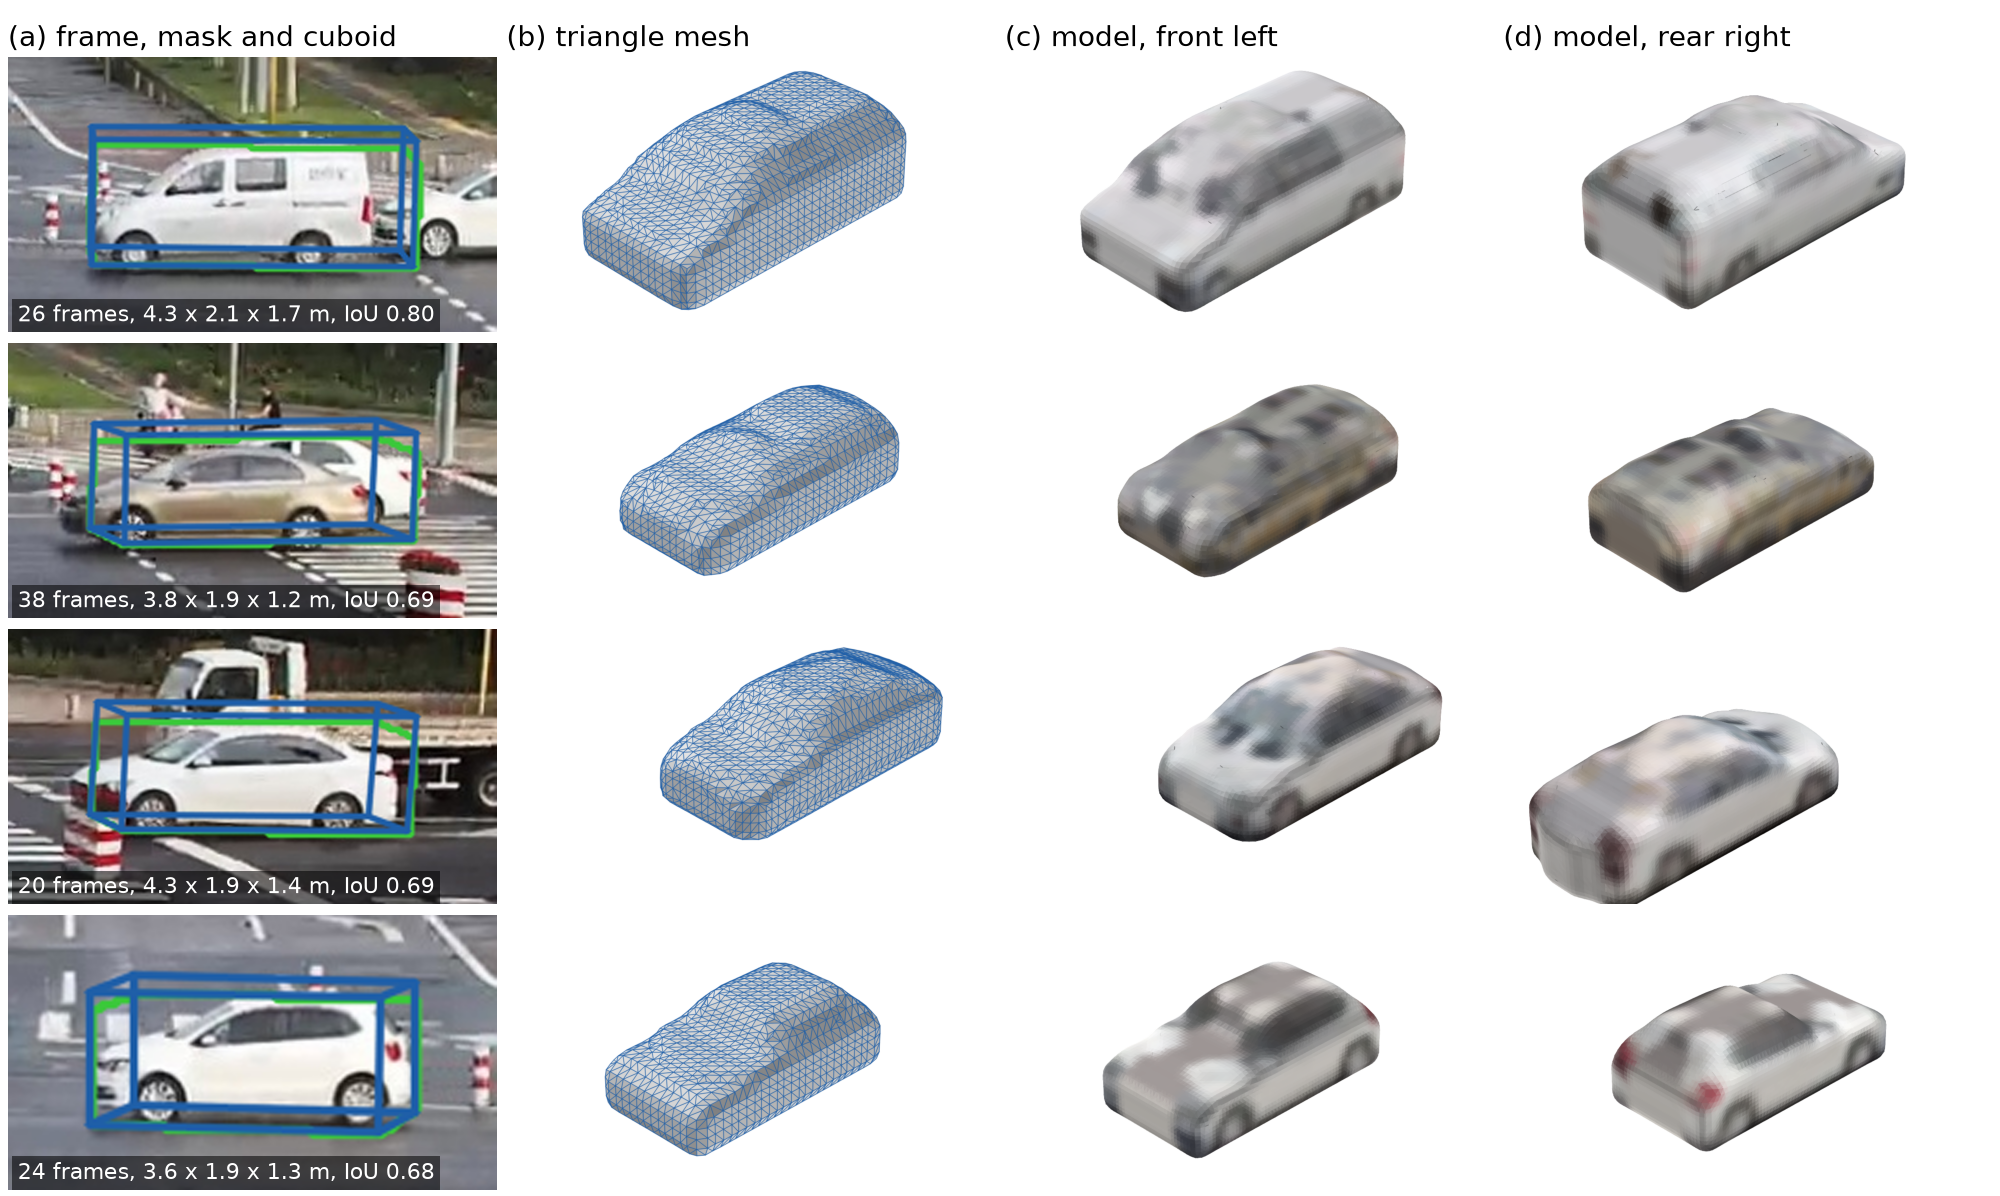 (a) frame, mask and cuboid
(b) triangle mesh
(c) model, front left
(d) model, rear right
26 frames, 4.3 x 2.1 x 1.7 m, IoU 0.80
38 frames, 3.8 x 1.9 x 1.2 m, IoU 0.69
20 frames, 4.3 x 1.9 x 1.4 m, IoU 0.69
24 frames, 3.6 x 1.9 x 1.3 m, IoU 0.68